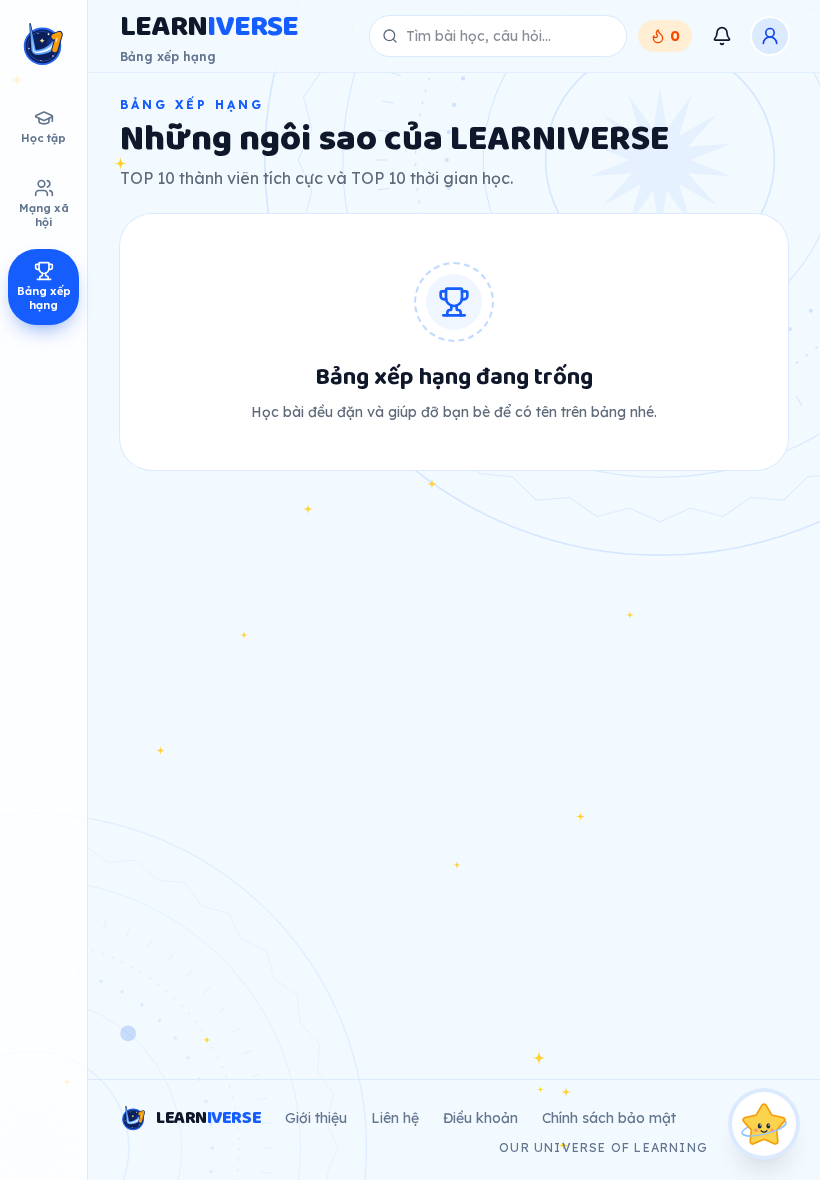 LEARNIVERSE
Bảng xếp hạng
Tìm bài học, câu hỏi...
0
Học tập
Mạng xã
hội
Bảng xếp
hạng
BẢNG XẾP HẠNG
Những ngôi sao của LEARNIVERSE
TOP 10 thành viên tích cực và TOP 10 thời gian học.
Bảng xếp hạng đang trống
Học bài đều đặn và giúp đỡ bạn bè để có tên trên bảng nhé.
LEARNIVERSE
Giới thiệu
Liên hệ
Điều khoản
Chính sách bảo mật
OUR UNIVERSE OF LEARNING